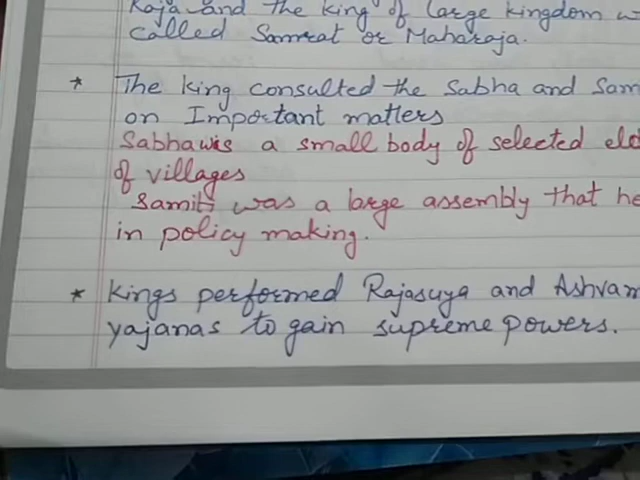 Raja and the king of large kingdom
called Samrat or Maharaja.
* The king consulted the Sabha and Sam
on Important matters
Sabha was a small body of selected eld
of villages
Samiti was a large assembly that he
in policy making.
* Kings performed Rajasuya and Ashvam
yajanas to gain supreme powers.